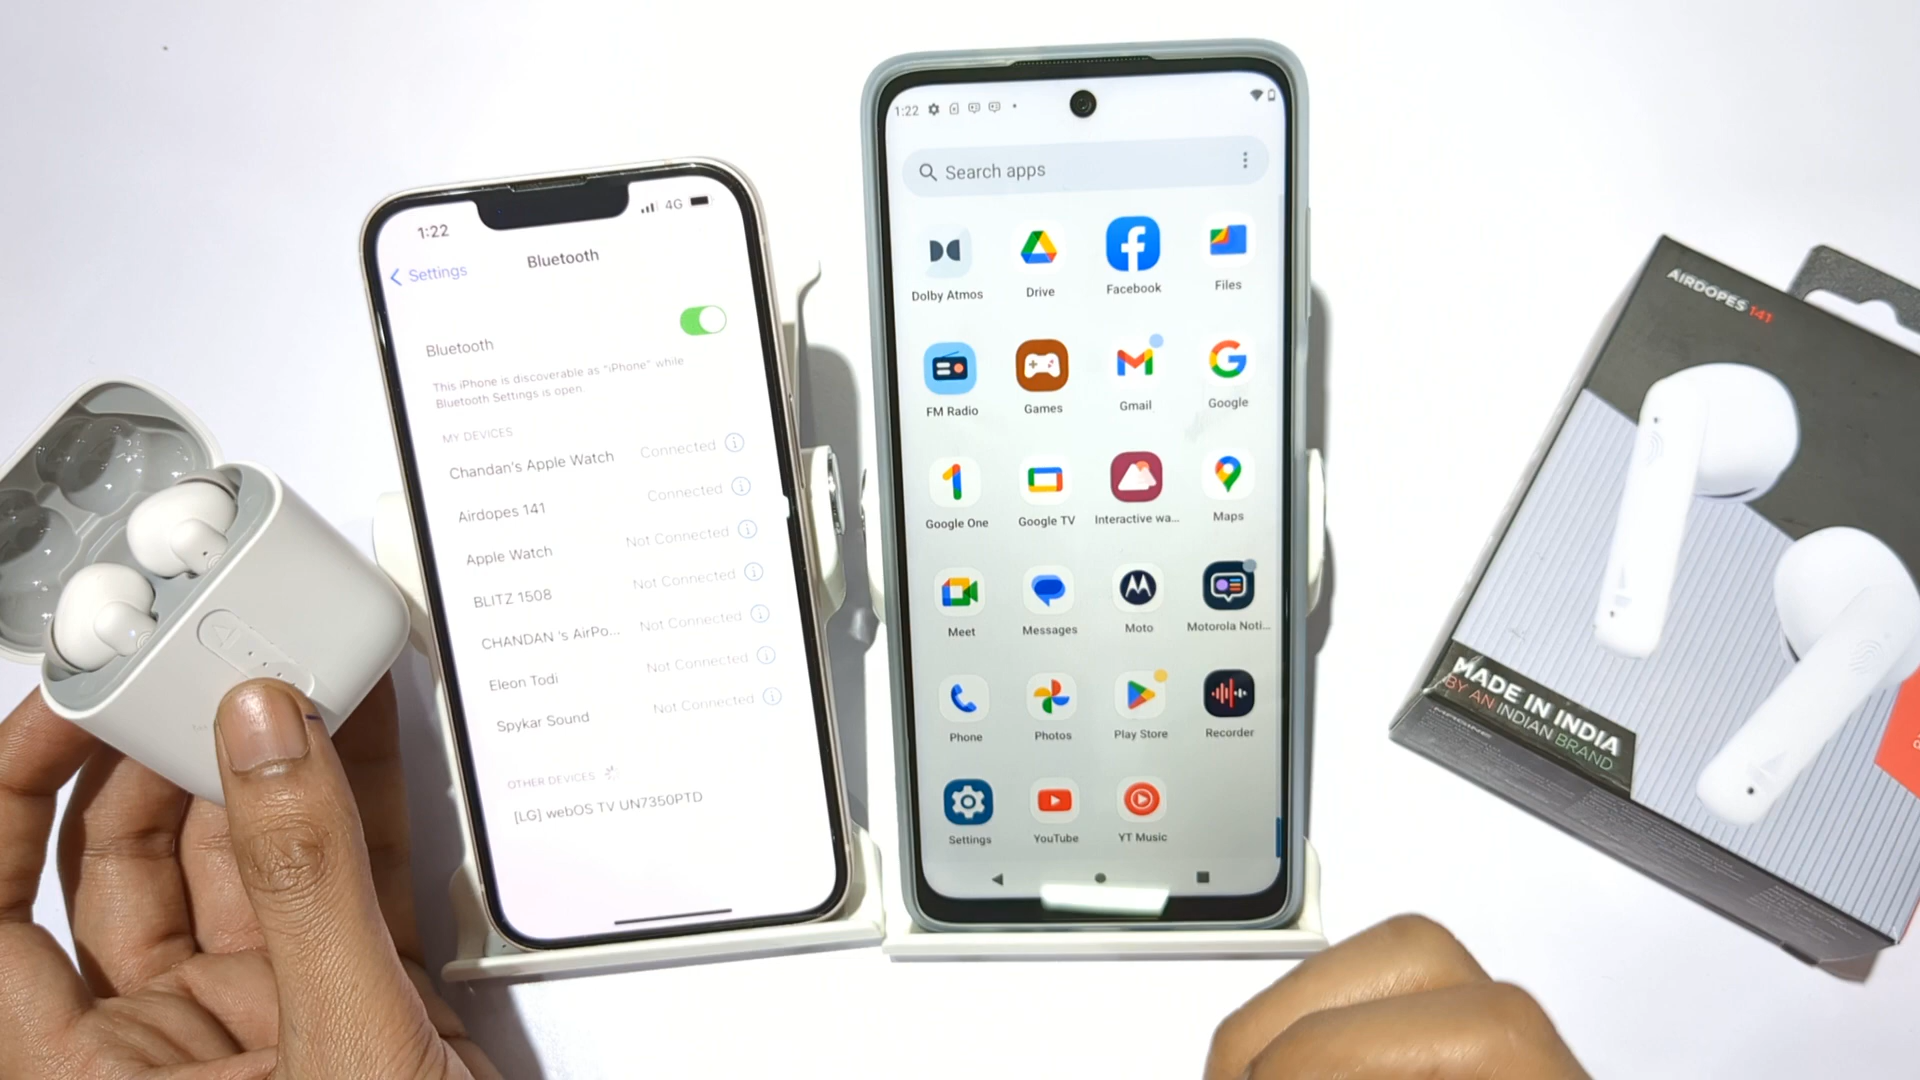 1:22
4G
Settings
Bluetooth
Bluetooth
This iPhone is discoverable as “iPhone” while
Bluetooth Settings is open.
MY DEVICES
Chandan's Apple Watch Connected
Airdopes 141 Connected
Apple Watch Not Connected
BLITZ 1508 Not Connected
CHANDAN 's AirPo... Not Connected
Eleon Todi Not Connected
Spykar Sound Not Connected
OTHER DEVICES
[LG] webOS TV UN7350PTD
1:22
Search apps
Dolby Atmos Drive Facebook Files
FM Radio Games Gmail Google
Google One Google TV Interactive wa... Maps
Meet Messages Moto Motorola Noti...
Phone Photos Play Store Recorder
Settings YouTube YT Music
AIRDOPES 141
MADE IN INDIA
BY AN INDIAN BRAND